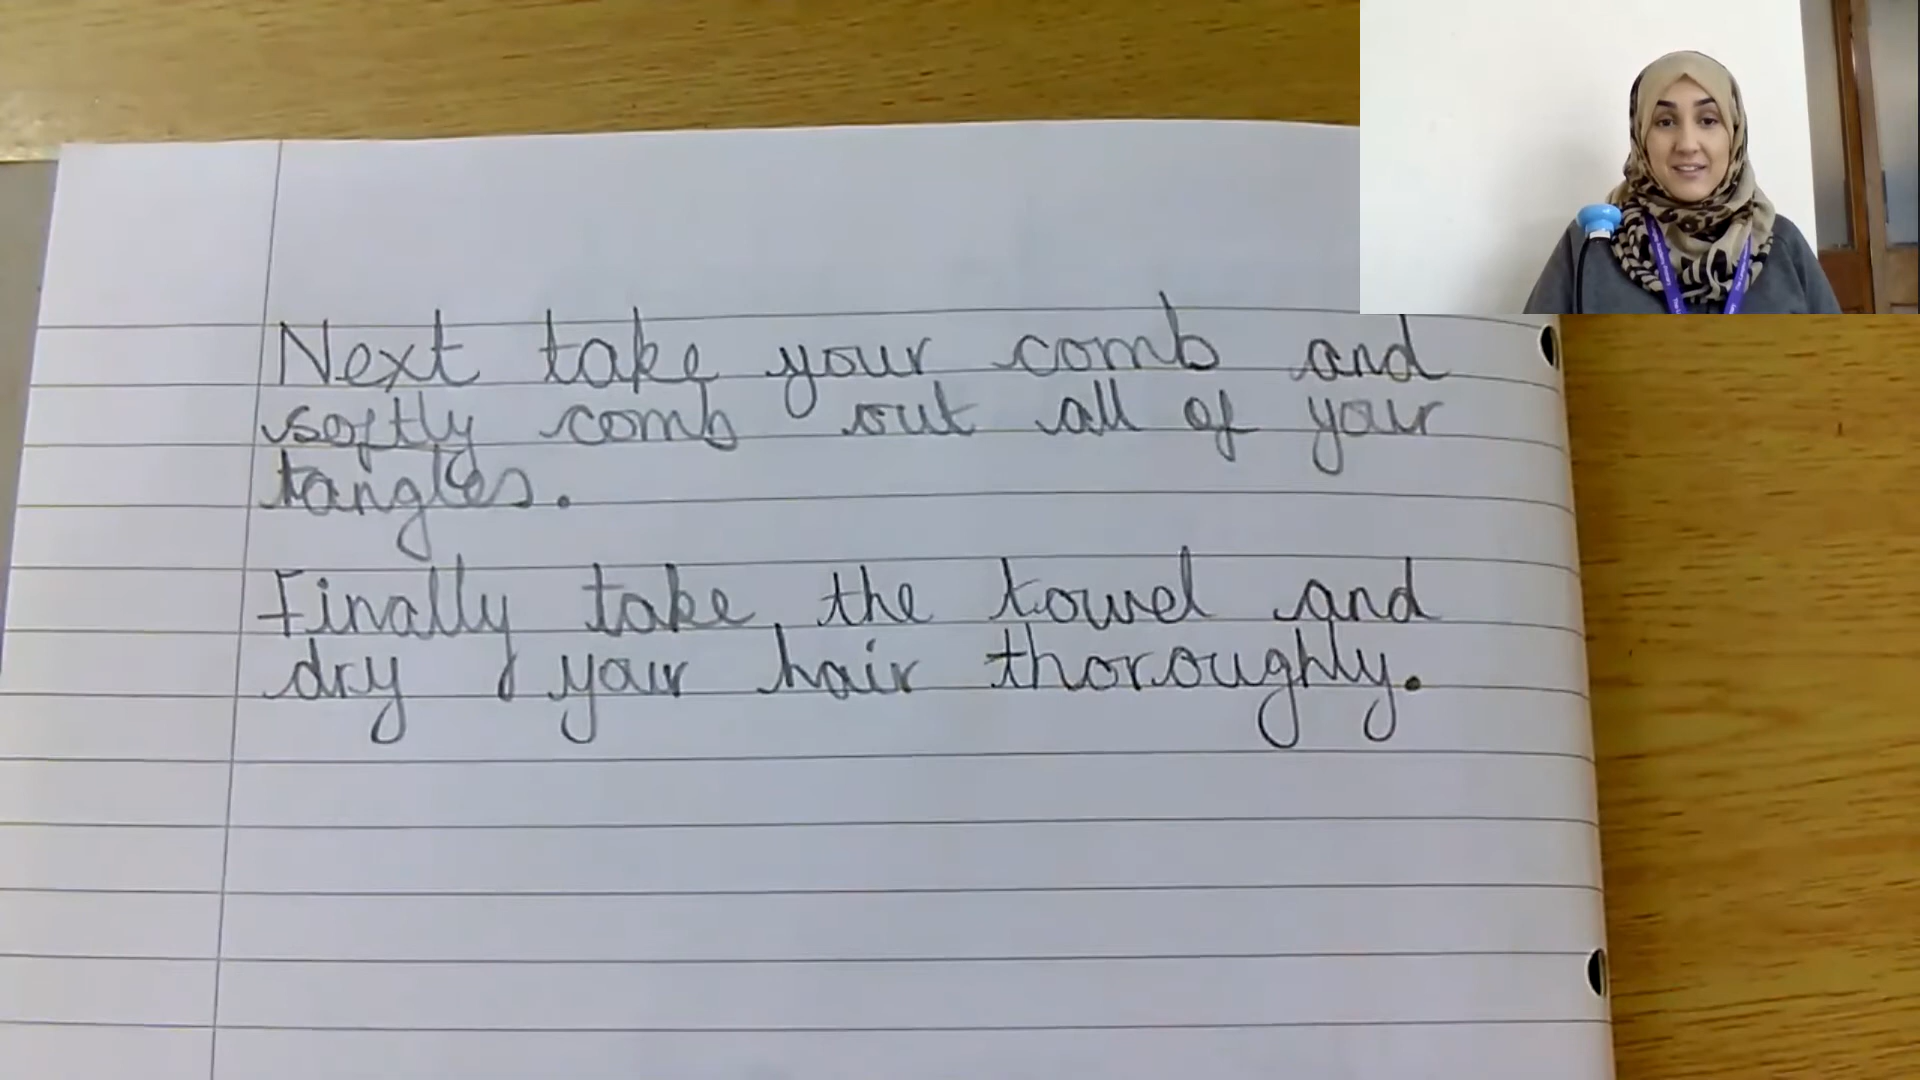 Next take your comb and
softly comb out all of your
tangles.
Finally take the towel and
dry your hair thoroughly.